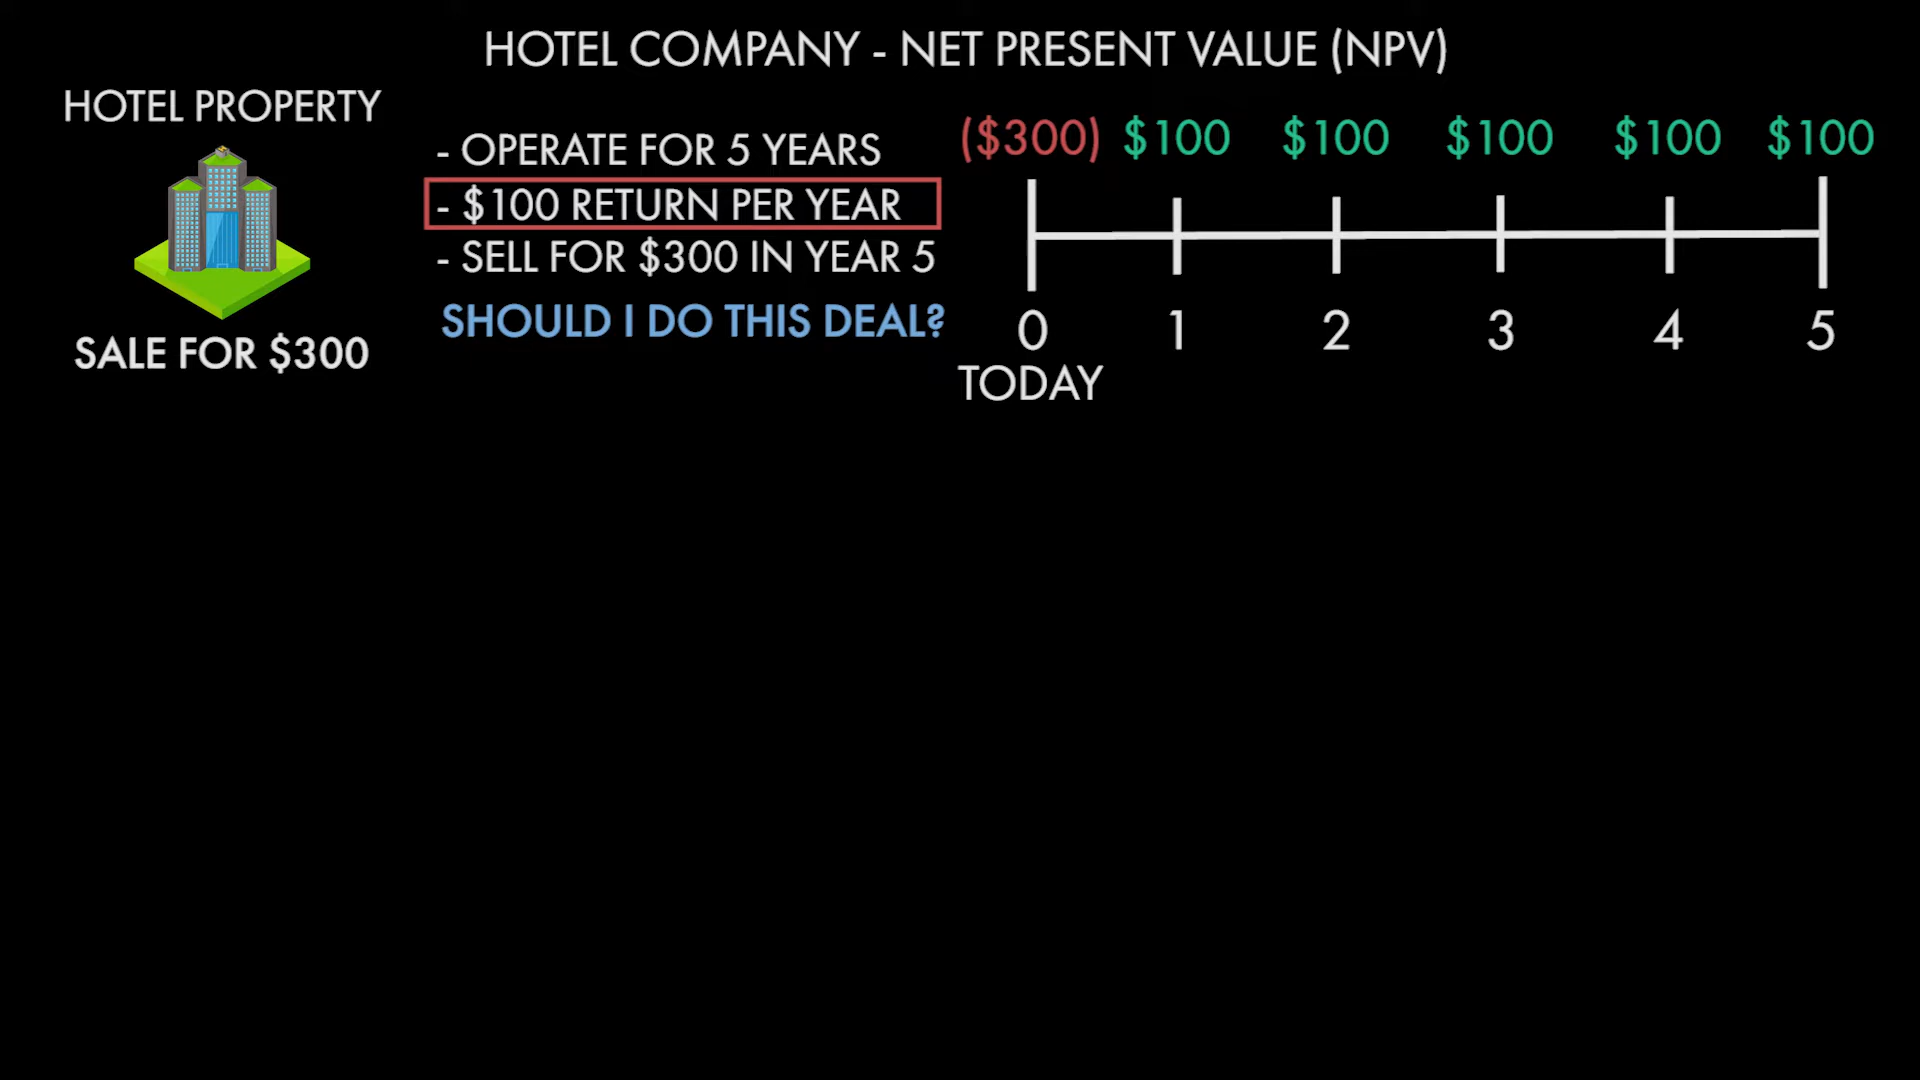 HOTEL COMPANY - NET PRESENT VALUE (NPV)
HOTEL PROPERTY
SALE FOR $300
- OPERATE FOR 5 YEARS
- $100 RETURN PER YEAR
- SELL FOR $300 IN YEAR 5
SHOULD I DO THIS DEAL?
($300) $100 $100 $100 $100 $100
0 1 2 3 4 5
TODAY